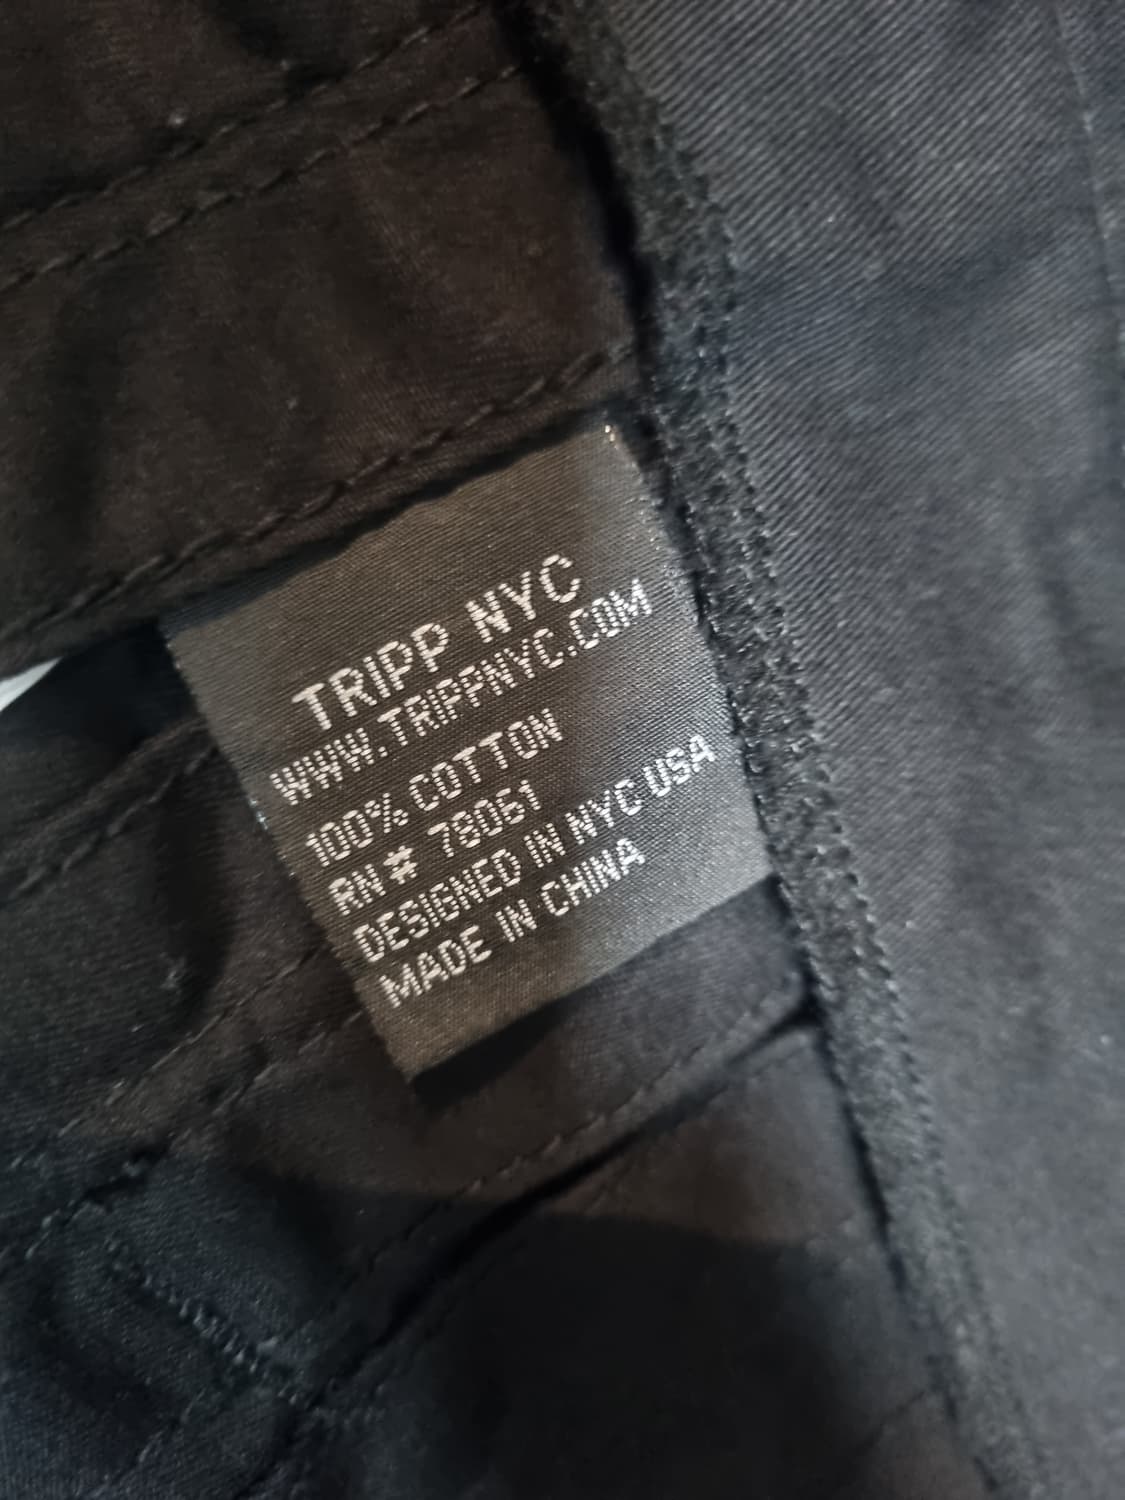 TRIPP NYC
WWW.TRIPPNYC.COM
100% COTTON
RN# 78061
DESIGNED IN NYC USA
MADE IN CHINA